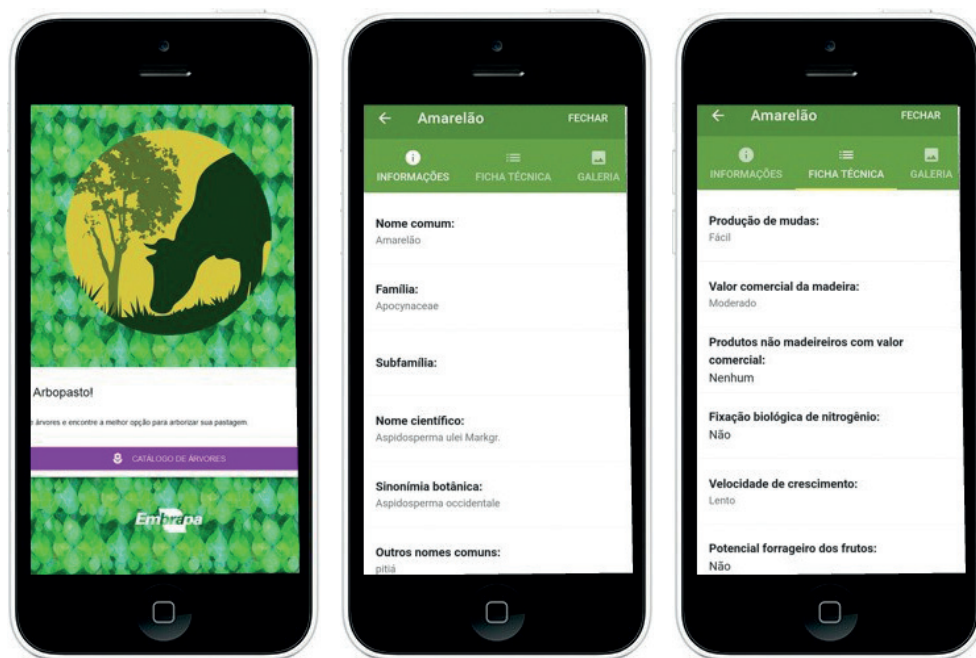 Arbopasto!
árvores e encontre a melhor opção para arborizar sua pastagem.
CATÁLOGO DE ÁRVORES
Embrapa
Amarelão
FECHAR
INFORMAÇÕES
FICHA TÉCNICA
GALERIA
Nome comum:
Amarelão
Família:
Apocynaceae
Subfamília:
Nome científico:
Aspidosperma ulei Markgr.
Sinonímia botânica:
Aspidosperma occidentale
Outros nomes comuns:
pitiá
Amarelão
FECHAR
INFORMAÇÕES
FICHA TÉCNICA
GALERIA
Produção de mudas:
Fácil
Valor comercial da madeira:
Moderado
Produtos não madeireiros com valor
comercial:
Nenhum
Fixação biológica de nitrogênio:
Não
Velocidade de crescimento:
Lento
Potencial forrageiro dos frutos:
Não